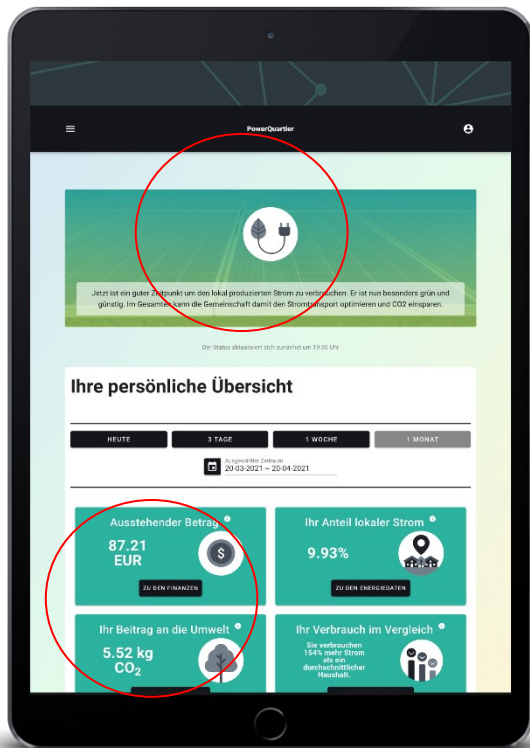 PowerQuartier
Jetzt ist ein guter Zeitpunkt um den lokal produzierten Strom zu verbrauchen. Er ist nun besonders grün und
günstig. Im Gesamten kann die Gemeinschaft damit den Stromtransport optimieren und CO2 einsparen.
Der Status aktualisiert sich zunächst um 19:30 Uhr
Ihre persönliche Übersicht
HEUTE
3 TAGE
1 WOCHE
1 MONAT
Ausgewählter Zeitraum
20-03-2021 ~ 20-04-2021
Ausstehender Betrag
87.21
EUR
$
ZU DEN FINANZEN
Ihr Anteil lokaler Strom
9.93%
ZU DEN ENERGIEDATEN
Ihr Beitrag an die Umwelt
5.52 kg
CO₂
Ihr Verbrauch im Vergleich
Sie verbrauchen
154% mehr Strom
als ein
durchschnittlicher
Haushalt.